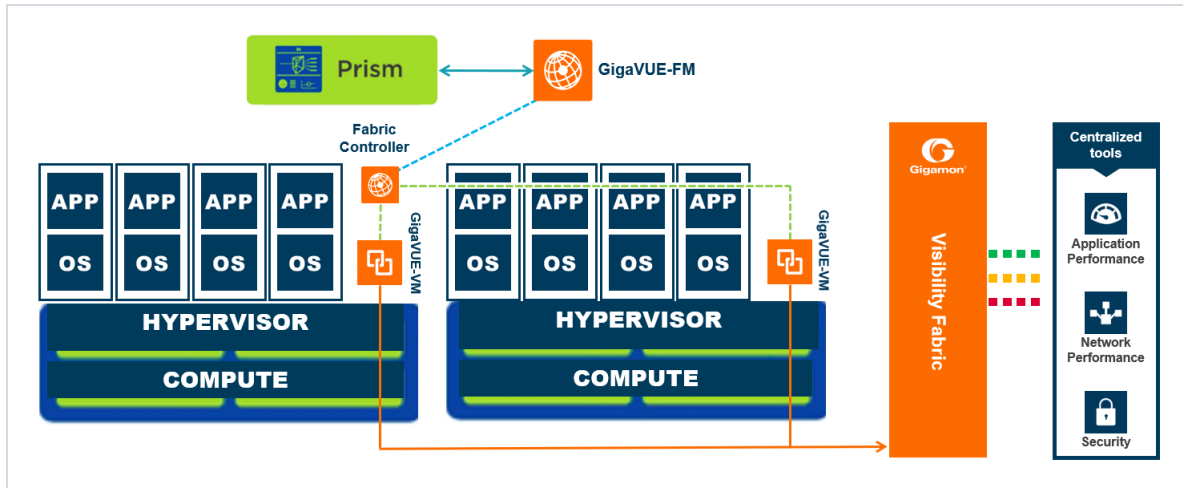 Prism
GigaVUE-FM
Fabric
Controller
APP
APP
APP
APP
OS
OS
OS
OS
GigaVUE-VM
HYPERVISOR
COMPUTE
APP
APP
APP
APP
OS
OS
OS
OS
GigaVUE-VM
HYPERVISOR
COMPUTE
Gigamon®
Visibility Fabric
Centralized
tools
Application
Performance
Network
Performance
Security